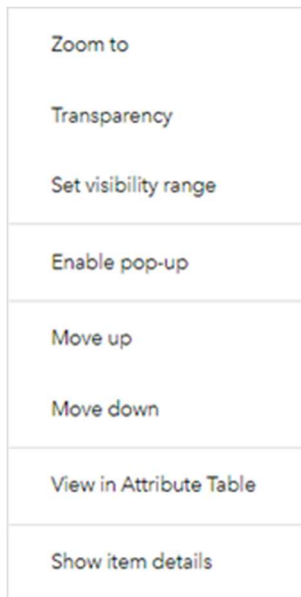 Zoom to
Transparency
Set visibility range
Enable pop-up
Move up
Move down
View in Attribute Table
Show item details